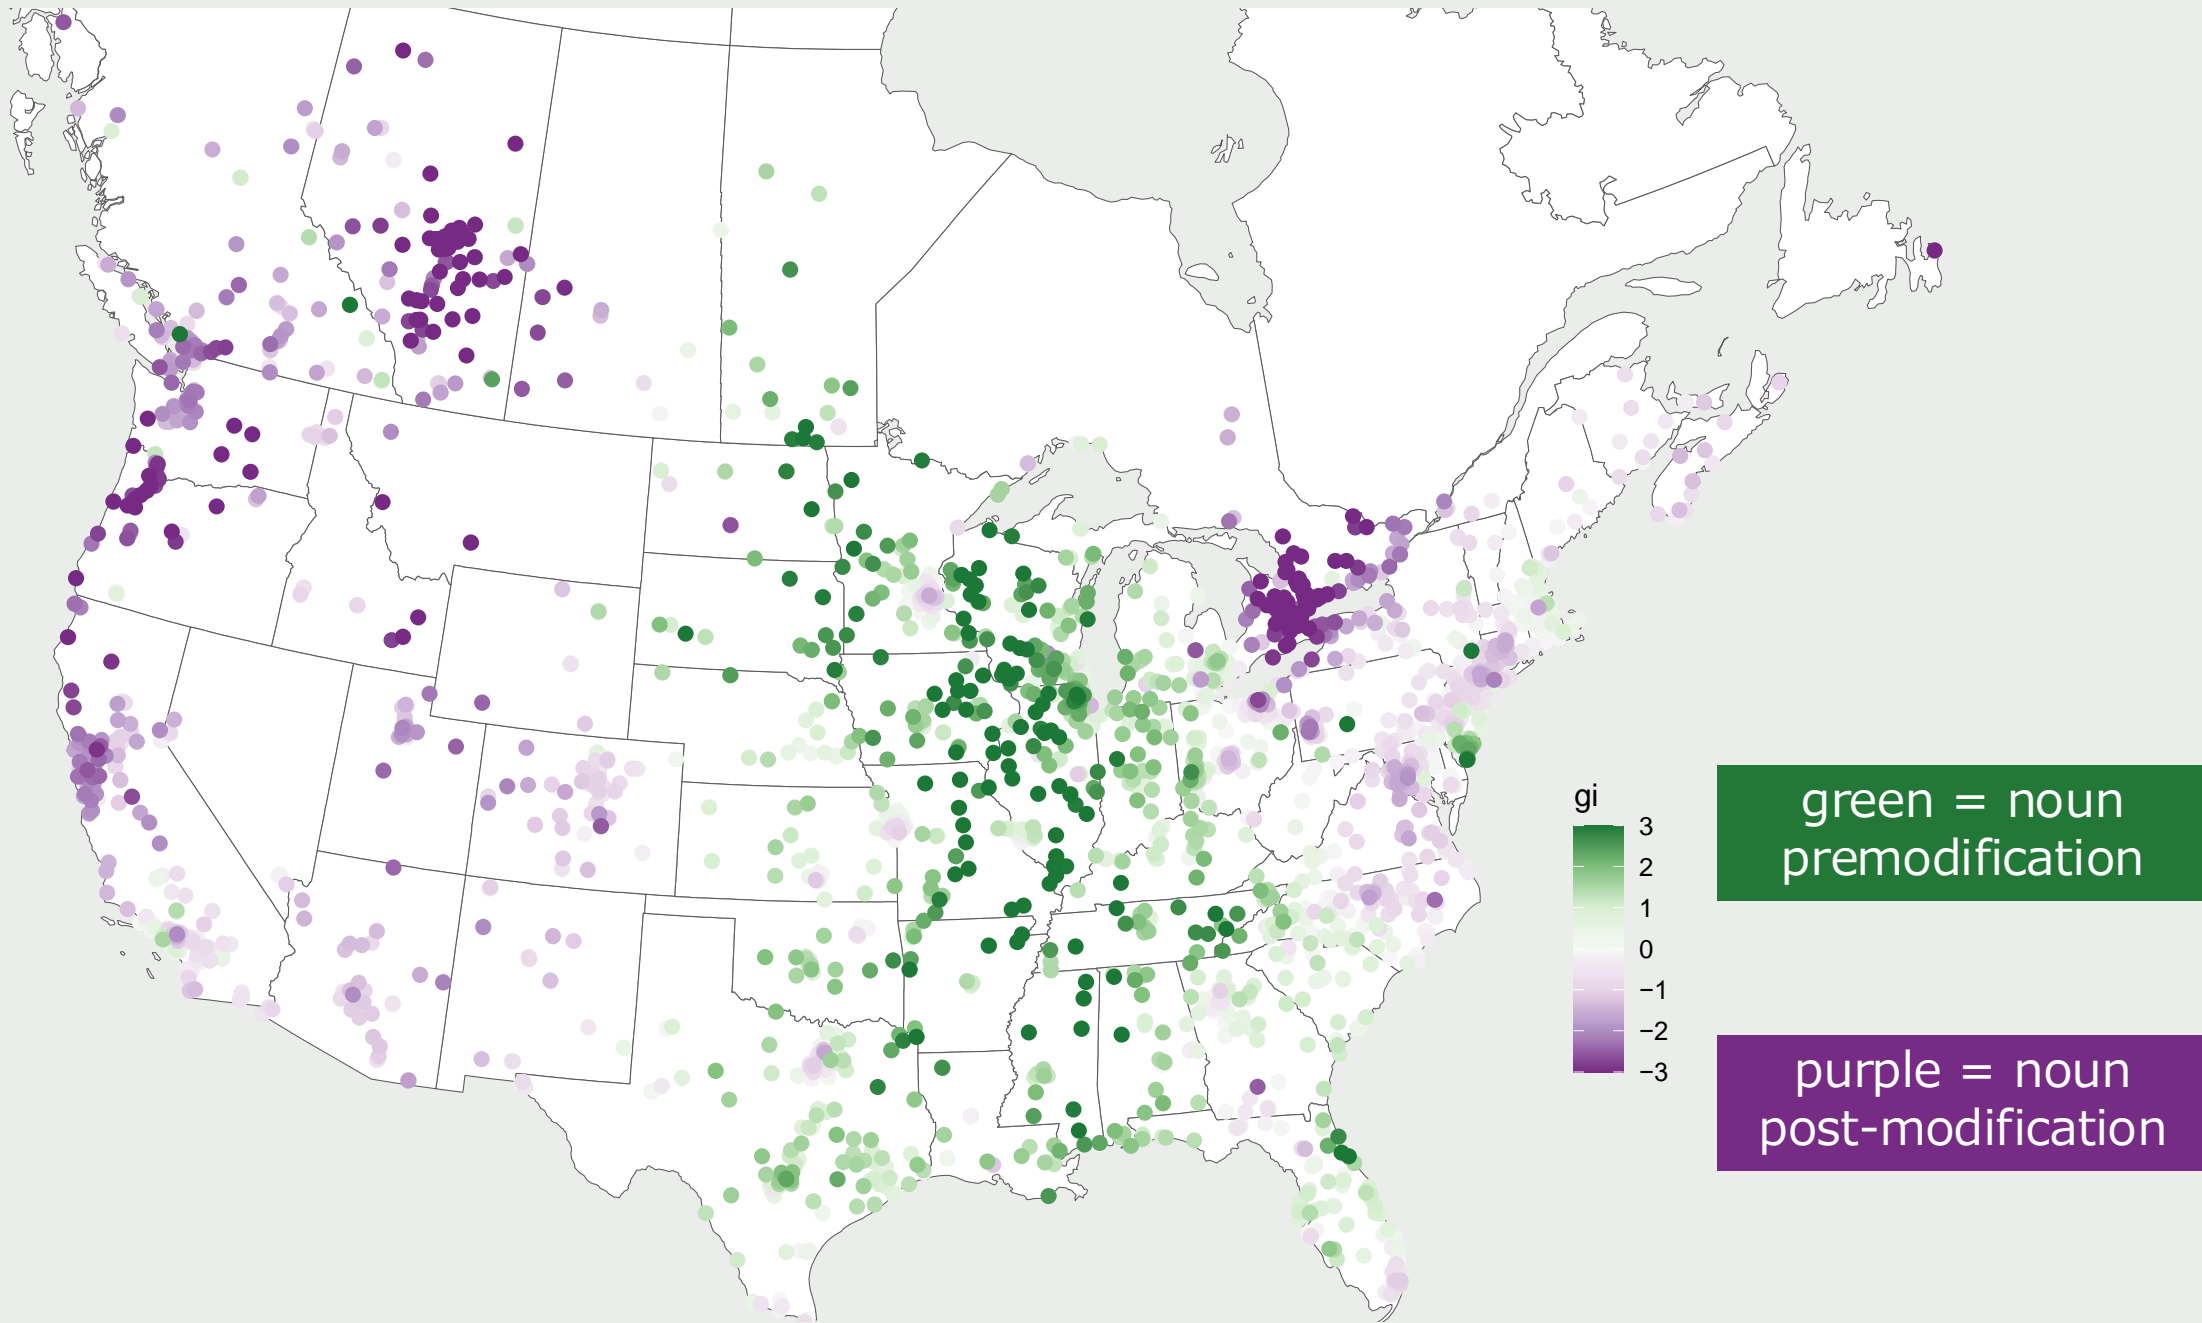 gi
3
2
1
0
−1
−2
−3
green = noun
premodification
purple = noun
post-modification